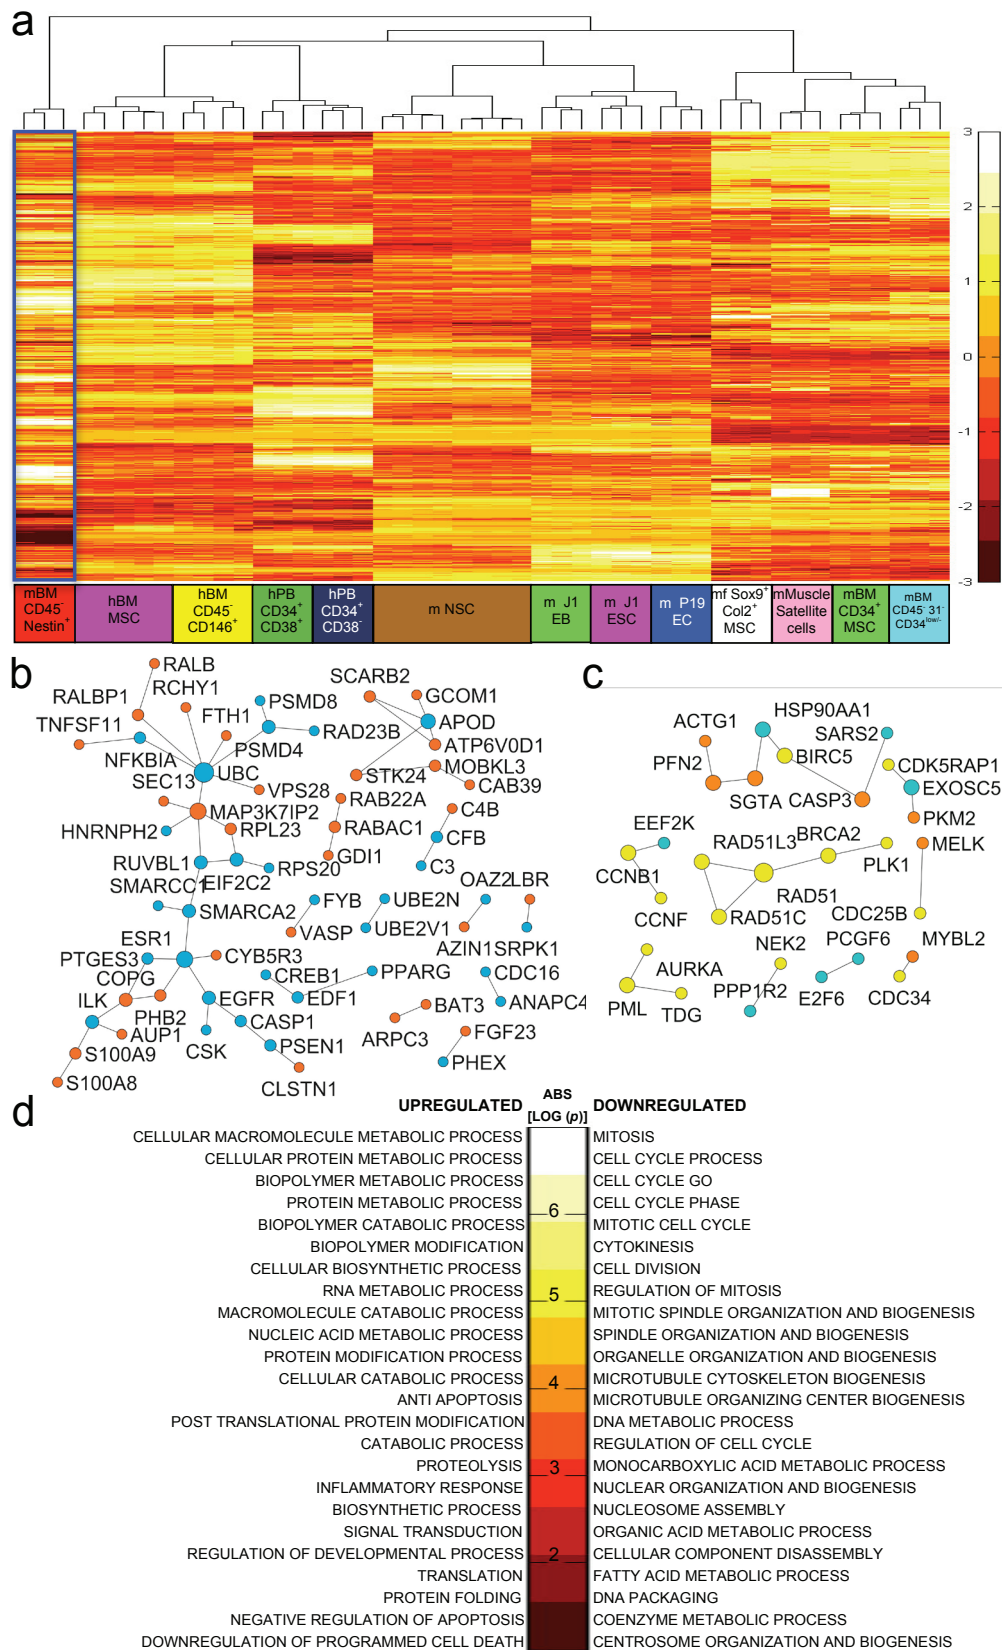 a
3
2
1
0
-1
-2
-3
mBM
CD45-
Nestin+
hBM
MSC
hBM
CD45-
CD146+
hPB
CD34+
CD38+
hPB
CD34+
CD38-
m NSC
m J1
EB
m J1
ESC
m P19
EC
mf Sox9+
Col2+
MSC
mMuscle
Satellite
cells
mBM
CD34+
MSC
mBM
CD45- 31-
CD34low/-
b
RALB
RALBP1
RCHY1
TNFSF11
FTH1
PSMD8
RAD23B
NFKBIA
PSMD4
SEC13
UBC
VPS28
MAP3K7IP2
HNRNPH2
RPL23
RUVBL1
EIF2C2
RPS20
SMARCC1
SMARCA2
ESR1
PTGES3
CYB5R3
COPG
ILK
PHB2
EGFR
AUP1
CSK
CASP1
S100A9
PSEN1
S100A8
CLSTN1
SCARB2
GCOM1
APOD
ATP6V0D1
MOBKL3
STK24
CAB39
RAB22A
RABAC1
GDI1
C4B
CFB
C3
OAZ2
LBR
FYB
UBE2N
VASP
UBE2V1
AZIN1
SRPK1
CREB1
PPARG
CDC16
EDF1
ANAPC4
BAT3
ARPC3
FGF23
PHEX
c
ACTG1
HSP90AA1
SARS2
PFN2
BIRC5
CDK5RAP1
SGTA
CASP3
EXOSC5
PKM2
EEF2K
RAD51L3
BRCA2
MELK
CCNB1
PLK1
RAD51
CCNF
RAD51C
CDC25B
NEK2
PCGF6
MYBL2
AURKA
PPP1R2
E2F6
CDC34
PML
TDG
d
UPREGULATED
ABS
[LOG (p)]
DOWNREGULATED
CELLULAR MACROMOLECULE METABOLIC PROCESS
MITOSIS
CELLULAR PROTEIN METABOLIC PROCESS
CELL CYCLE PROCESS
BIOPOLYMER METABOLIC PROCESS
CELL CYCLE GO
PROTEIN METABOLIC PROCESS
6
CELL CYCLE PHASE
BIOPOLYMER CATABOLIC PROCESS
MITOTIC CELL CYCLE
BIOPOLYMER MODIFICATION
CYTOKINESIS
CELLULAR BIOSYNTHETIC PROCESS
CELL DIVISION
RNA METABOLIC PROCESS
5
REGULATION OF MITOSIS
MACROMOLECULE CATABOLIC PROCESS
MITOTIC SPINDLE ORGANIZATION AND BIOGENESIS
NUCLEIC ACID METABOLIC PROCESS
SPINDLE ORGANIZATION AND BIOGENESIS
PROTEIN MODIFICATION PROCESS
ORGANELLE ORGANIZATION AND BIOGENESIS
CELLULAR CATABOLIC PROCESS
4
MICROTUBULE CYTOSKELETON BIOGENESIS
ANTI APOPTOSIS
MICROTUBULE ORGANIZING CENTER BIOGENESIS
POST TRANSLATIONAL PROTEIN MODIFICATION
DNA METABOLIC PROCESS
CATABOLIC PROCESS
REGULATION OF CELL CYCLE
PROTEOLYSIS
3
MONOCARBOXYLIC ACID METABOLIC PROCESS
INFLAMMATORY RESPONSE
NUCLEAR ORGANIZATION AND BIOGENESIS
BIOSYNTHETIC PROCESS
NUCLEOSOME ASSEMBLY
SIGNAL TRANSDUCTION
ORGANIC ACID METABOLIC PROCESS
REGULATION OF DEVELOPMENTAL PROCESS
2
CELLULAR COMPONENT DISASSEMBLY
TRANSLATION
FATTY ACID METABOLIC PROCESS
PROTEIN FOLDING
DNA PACKAGING
NEGATIVE REGULATION OF APOPTOSIS
COENZYME METABOLIC PROCESS
DOWNREGULATION OF PROGRAMMED CELL DEATH
CENTROSOME ORGANIZATION AND BIOGENESIS